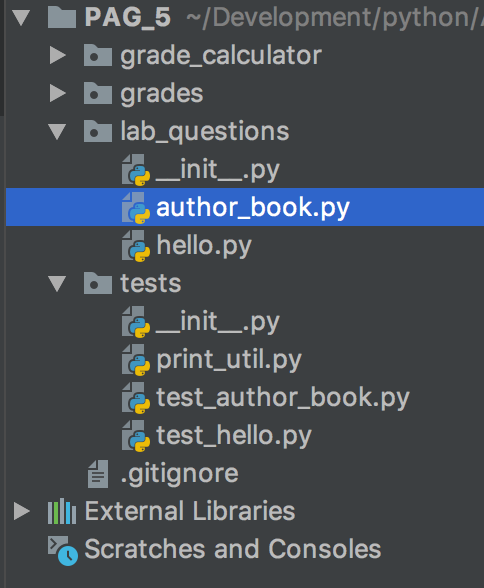 PAG_5 ~/Development/python/
grade_calculator
grades
lab_questions
__init__.py
author_book.py
hello.py
tests
__init__.py
print_util.py
test_author_book.py
test_hello.py
.gitignore
External Libraries
Scratches and Consoles